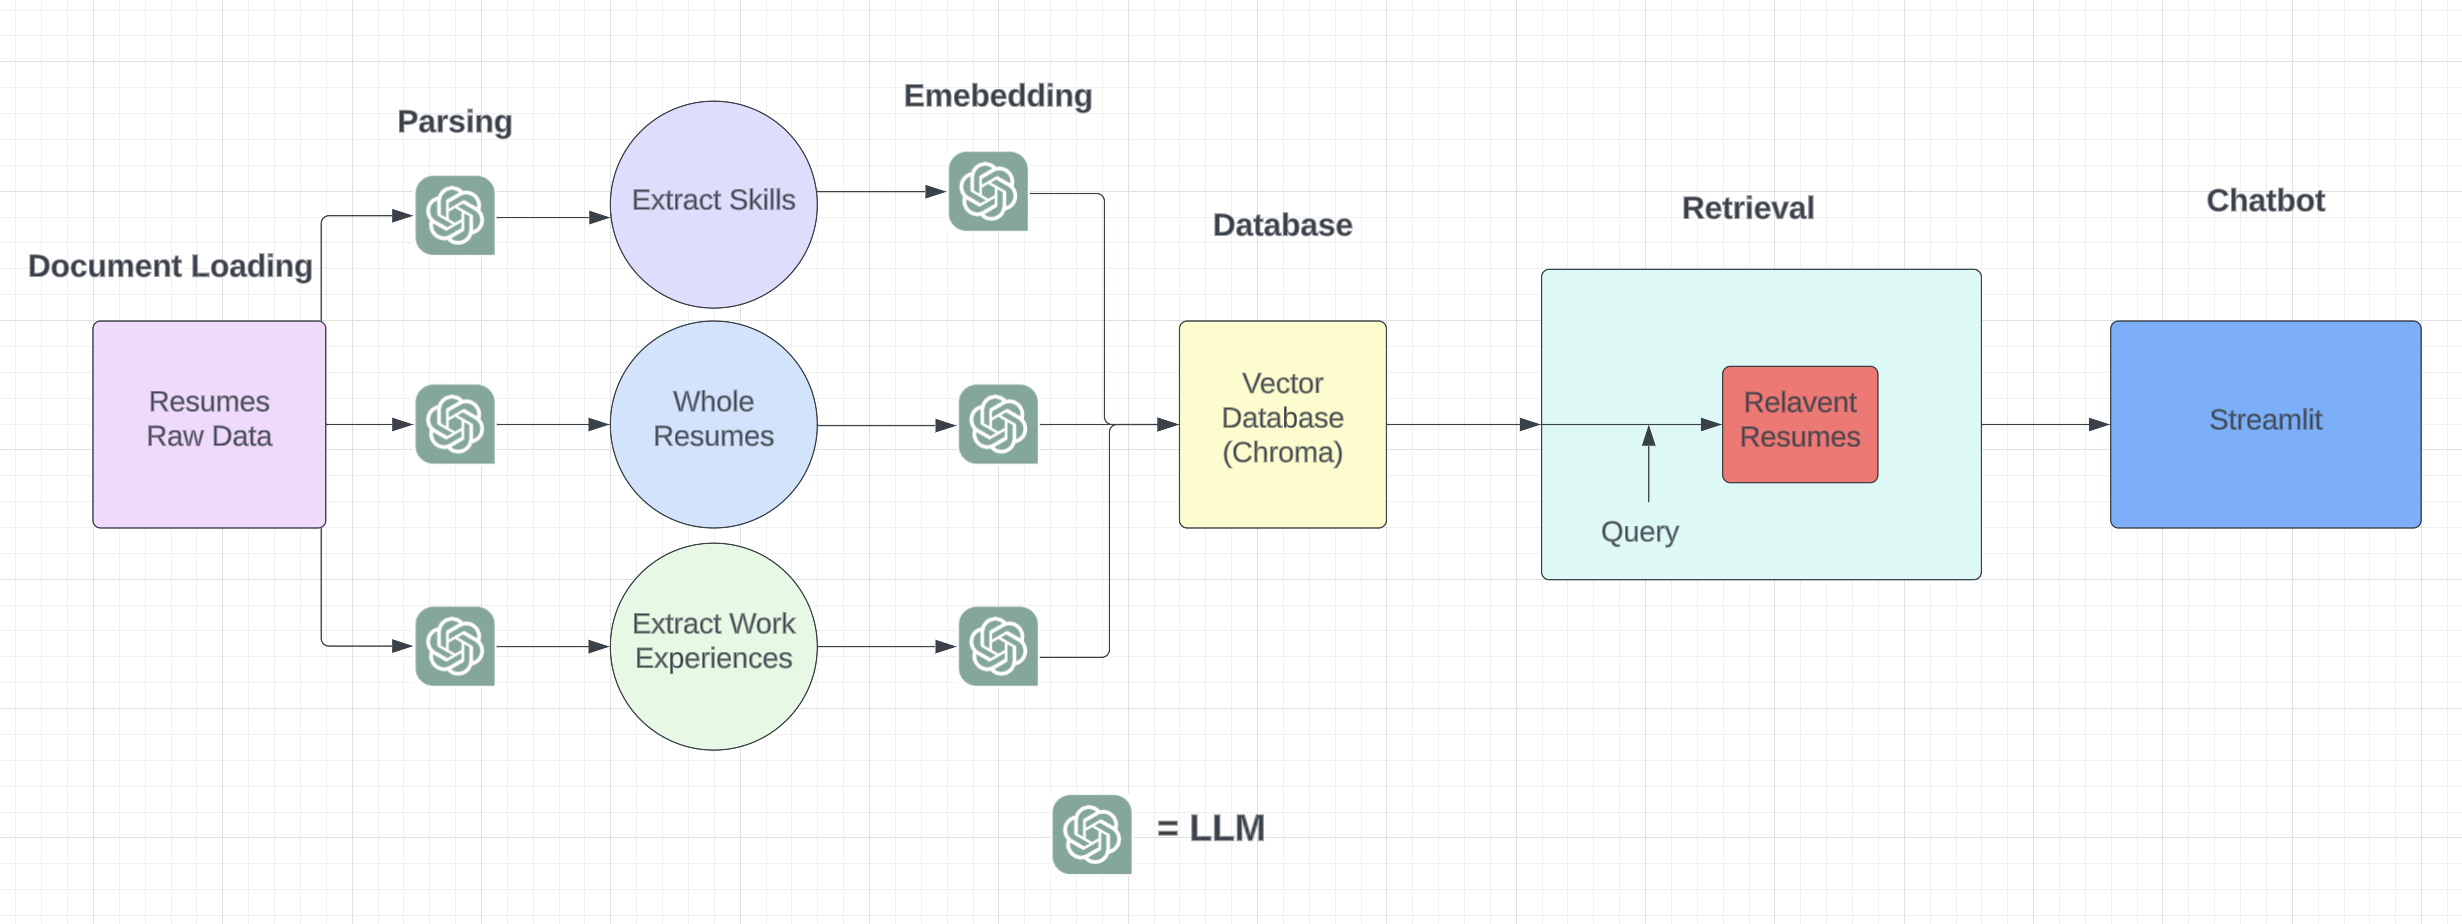 Document Loading
Resumes
Raw Data
Parsing
Extract Skills
Whole
Resumes
Extract Work
Experiences
Emebedding
Database
Vector
Database
(Chroma)
Retrieval
Query
Relavent
Resumes
Chatbot
Streamlit
= LLM